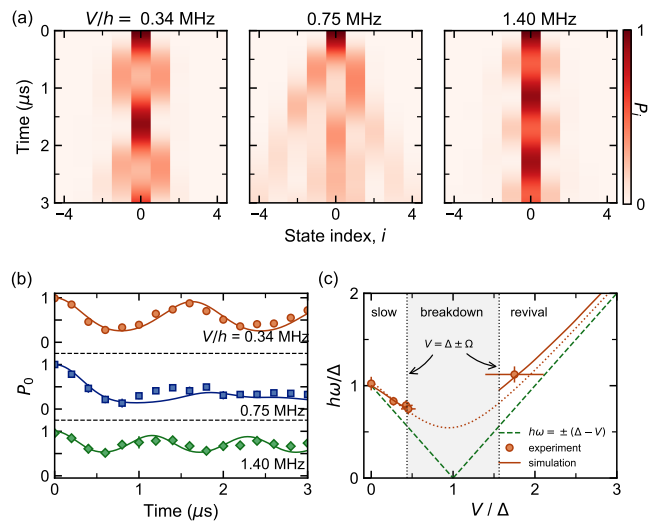 (a)
V/h = 0.34 MHz
0.75 MHz
1.40 MHz
Time (μs)
0
1
2
3
−4 0 4
−4 0 4
−4 0 4
State index, i
1
0
P_i
(b)
1
0
V/h = 0.34 MHz
1
0
0.75 MHz
1
0
1.40 MHz
P_0
0 1 2 3
Time (μs)
(c)
slow
breakdown
revival
V = Δ ± Ω
2
1
0
ħω/Δ
ħω = ± (Δ − V)
experiment
simulation
0 1 2 3
V / Δ